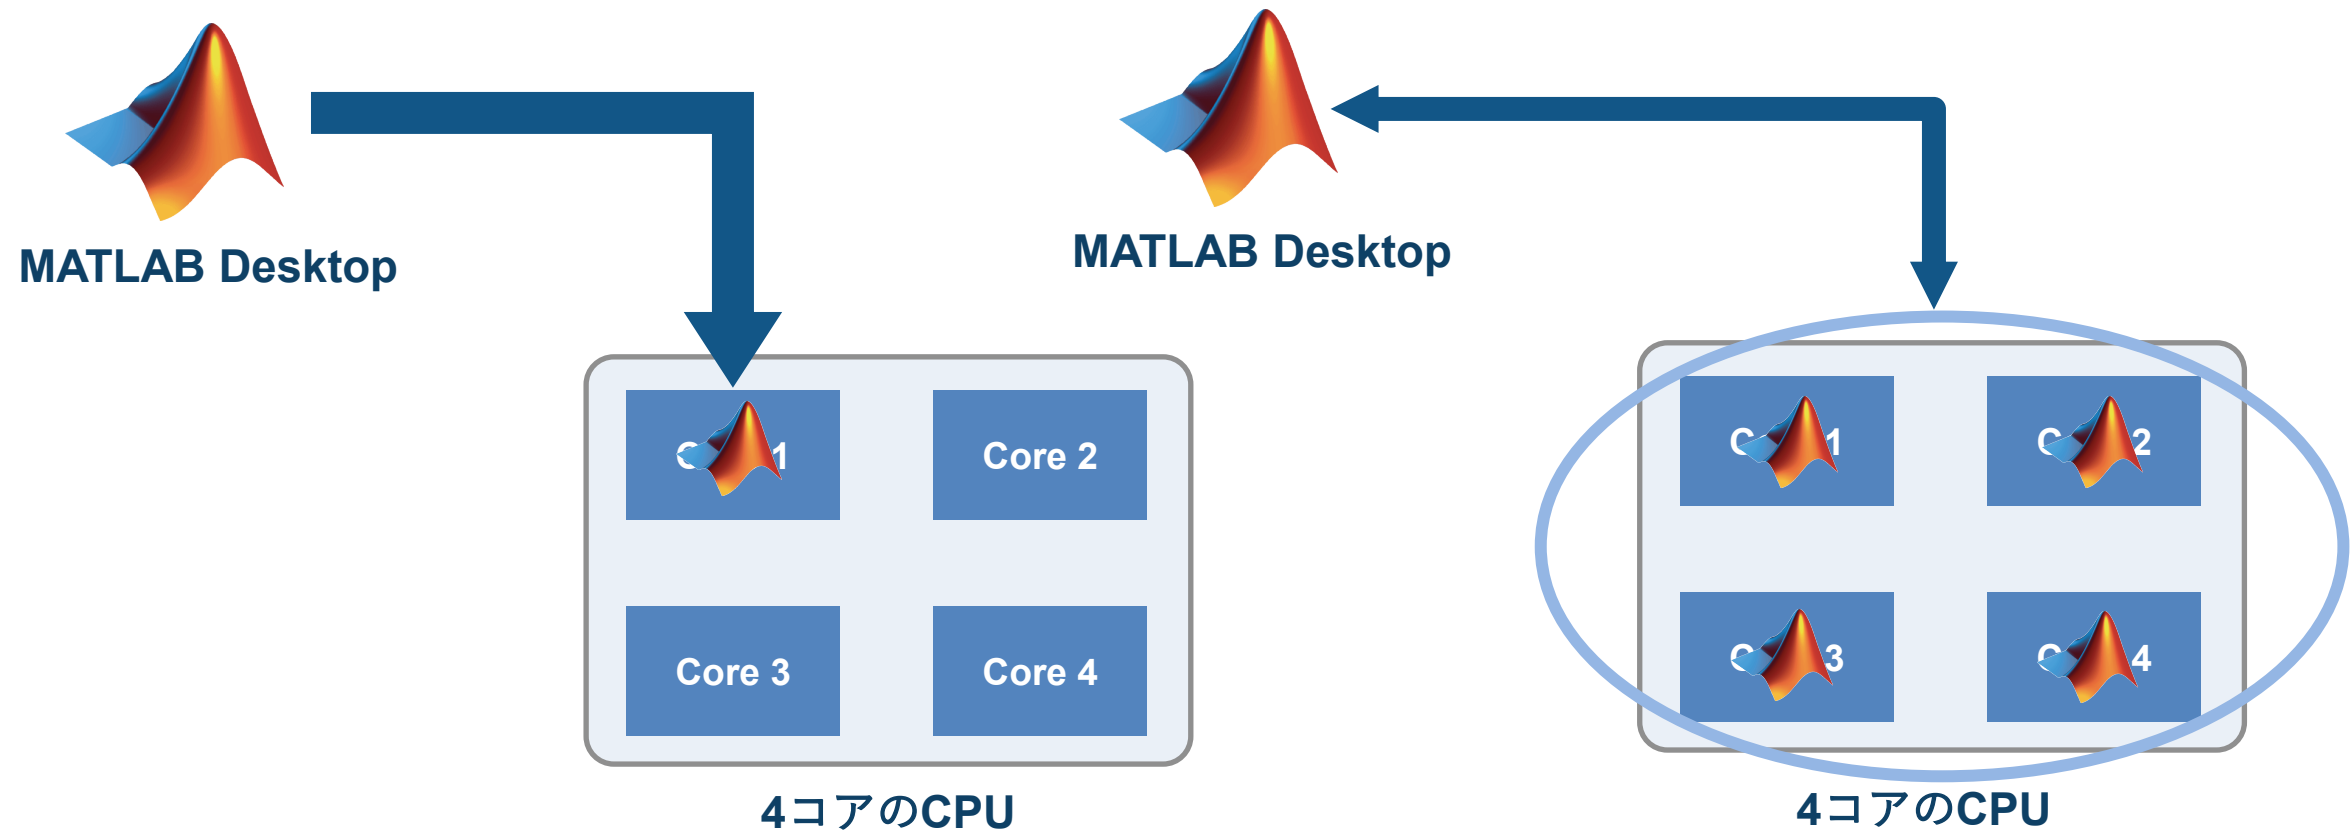 MATLAB Desktop
Core 2
Core 3
Core 4
4コアのCPU
MATLAB Desktop
4コアのCPU